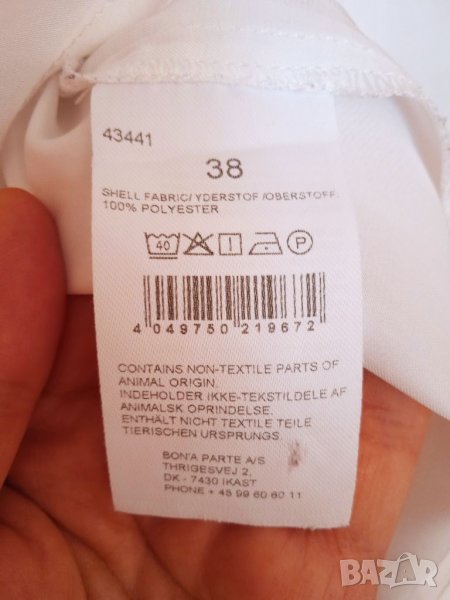 43441
38
SHELL FABRIC/ YDERSTOF /OBERSTOFF:
100% POLYESTER
40 P
4 049750 219672
CONTAINS NON-TEXTILE PARTS OF
ANIMAL ORIGIN.
INDEHOLDER IKKE-TEKSTILDELE AF
ANIMALSK OPRINDELSE.
ENTHÄLT NICHT TEXTILE TEILE
TIERISCHEN URSPRUNGS.
BON'A PARTE A/S
THRIGESVEJ 2,
DK - 7430 IKAST
PHONE + 45 99 60 60 11
BAZAR